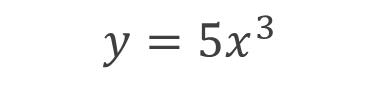 y = 5x³